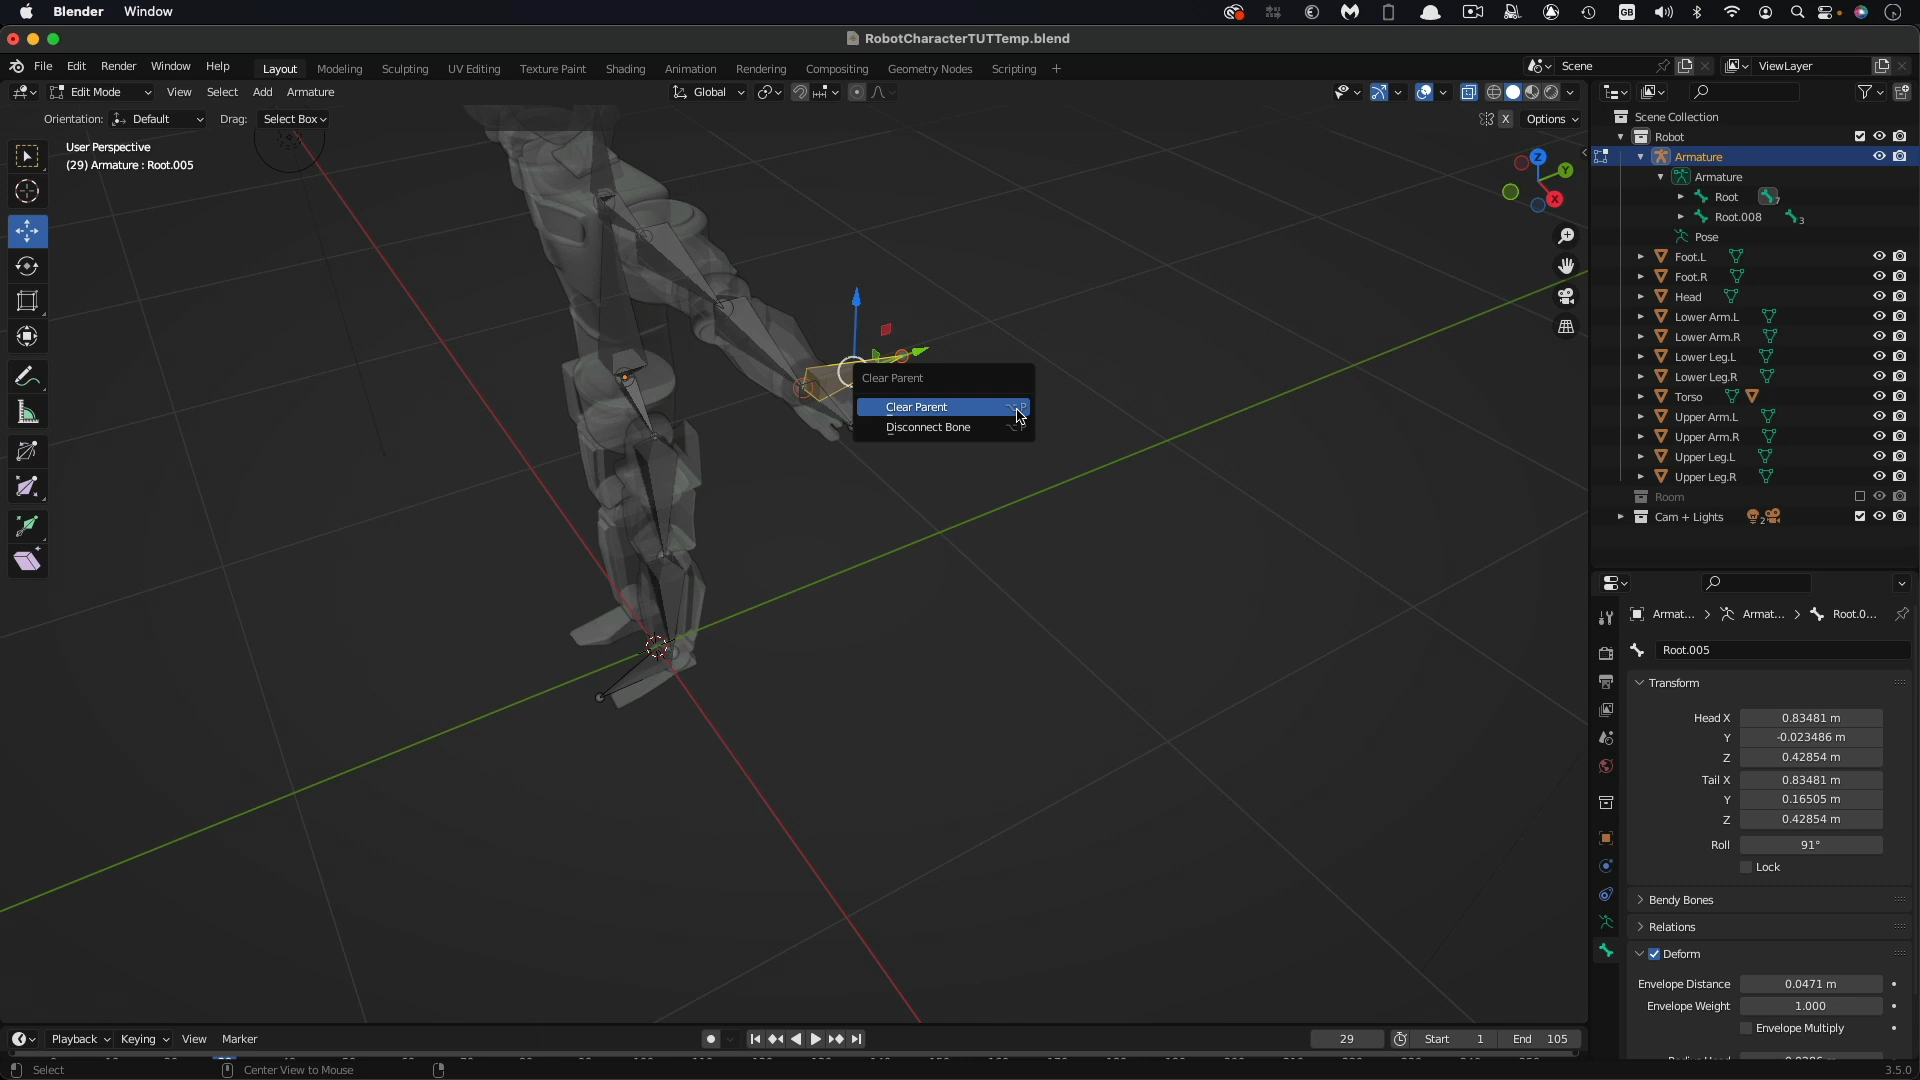 Blender Window
RobotCharacterTUTTemp.blend
File Edit Render Window Help Layout Modeling Sculpting UV Editing Texture Paint Shading Animation Rendering Compositing Geometry Nodes Scripting + Scene ViewLayer
Edit Mode View Select Add Armature Global
Orientation: Default Drag: Select Box X Options
User Perspective
(29) Armature : Root.005
Z
Y
X
Clear Parent
Clear Parent ⌥ P
Disconnect Bone ⌥ P
Scene Collection
Robot
Armature
Armature
Root 7
Root.008 3
Pose
Foot.L
Foot.R
Head
Lower Arm.L
Lower Arm.R
Lower Leg.L
Lower Leg.R
Torso
Upper Arm.L
Upper Arm.R
Upper Leg.L
Upper Leg.R
Room
Cam + Lights 2
Armat... > Armat... > Root.0...
Root.005
Transform
Head X 0.83481 m
Y -0.023486 m
Z 0.42854 m
Tail X 0.83481 m
Y 0.16505 m
Z 0.42854 m
Roll 91°
Lock
Bendy Bones
Relations
Deform
Envelope Distance 0.0471 m
Envelope Weight 1.000
Envelope Multiply
Playback Keying View Marker 29 Start 1 End 105
Select Center View to Mouse 3.5.0